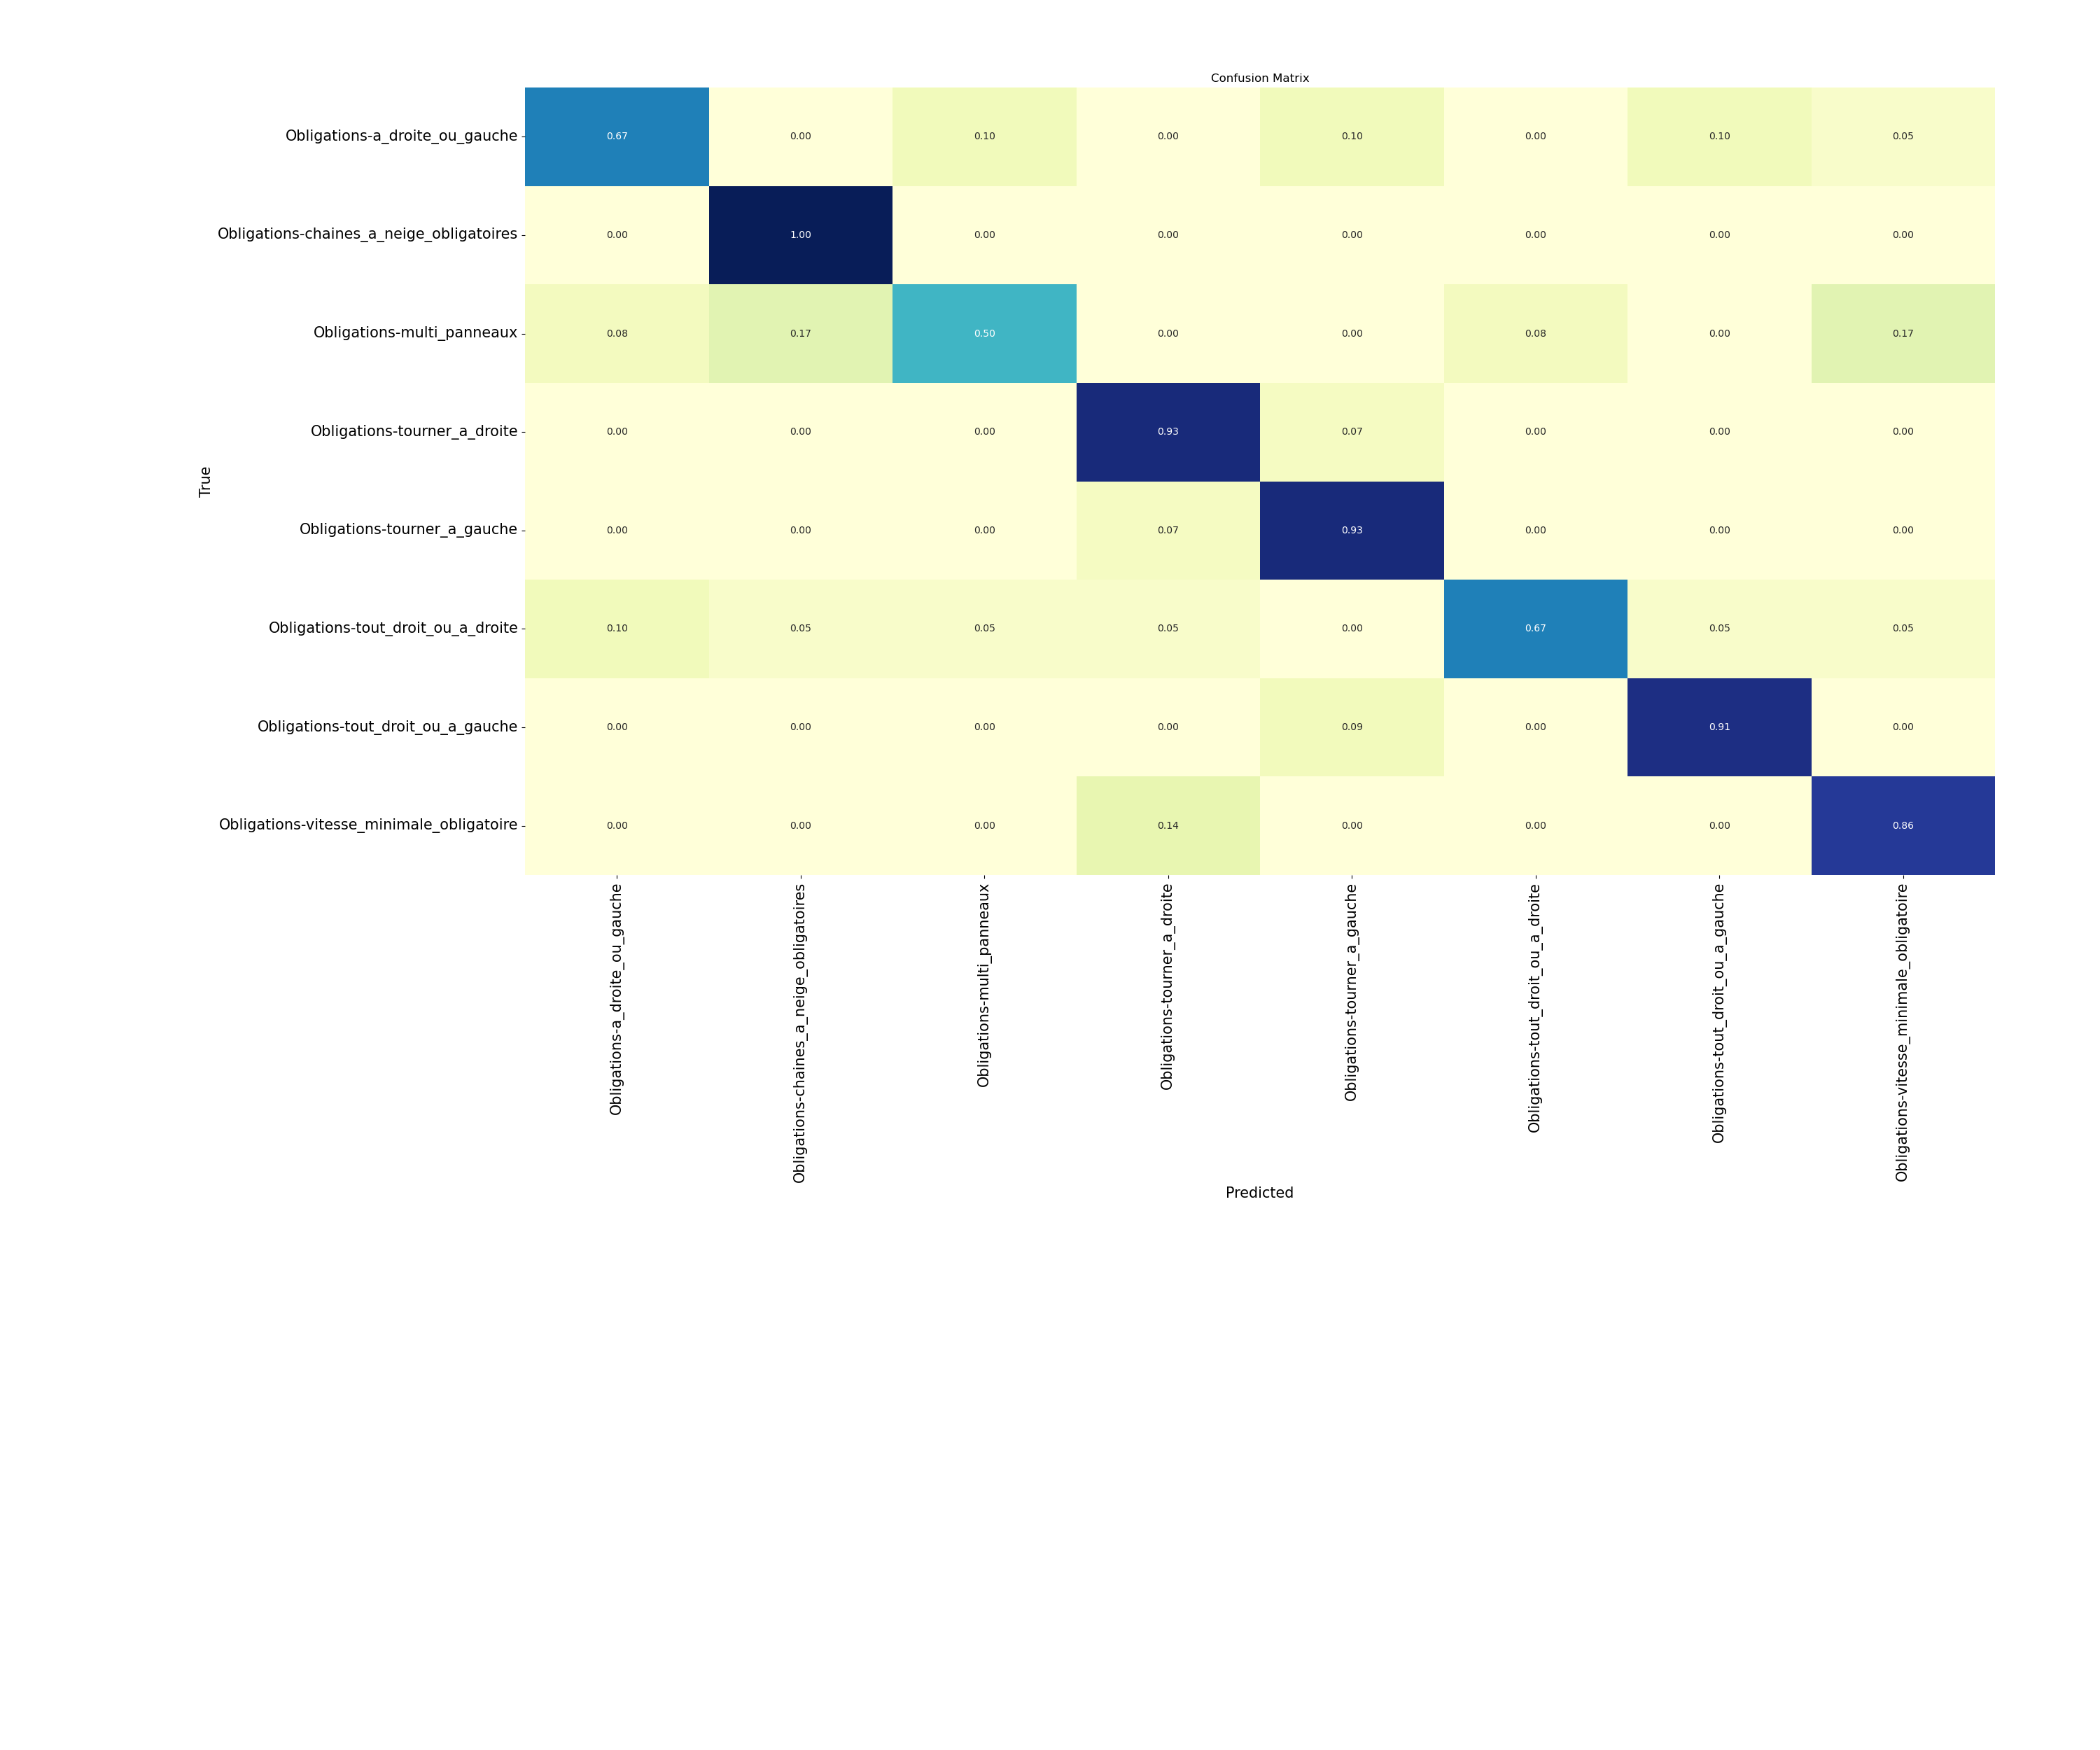 Confusion Matrix
Obligations-a_droite_ou_gauche 0.67 0.00 0.10 0.00 0.10 0.00 0.10 0.05
Obligations-chaines_a_neige_obligatoires 0.00 1.00 0.00 0.00 0.00 0.00 0.00 0.00
Obligations-multi_panneaux 0.08 0.17 0.50 0.00 0.00 0.08 0.00 0.17
Obligations-tourner_a_droite 0.00 0.00 0.00 0.93 0.07 0.00 0.00 0.00
True
Obligations-tourner_a_gauche 0.00 0.00 0.00 0.07 0.93 0.00 0.00 0.00
Obligations-tout_droit_ou_a_droite 0.10 0.05 0.05 0.05 0.00 0.67 0.05 0.05
Obligations-tout_droit_ou_a_gauche 0.00 0.00 0.00 0.00 0.09 0.00 0.91 0.00
Obligations-vitesse_minimale_obligatoire 0.00 0.00 0.00 0.14 0.00 0.00 0.00 0.86
Obligations-a_droite_ou_gauche
Obligations-chaines_a_neige_obligatoires
Obligations-multi_panneaux
Obligations-tourner_a_droite
Obligations-tourner_a_gauche
Obligations-tout_droit_ou_a_droite
Obligations-tout_droit_ou_a_gauche
Obligations-vitesse_minimale_obligatoire
Predicted